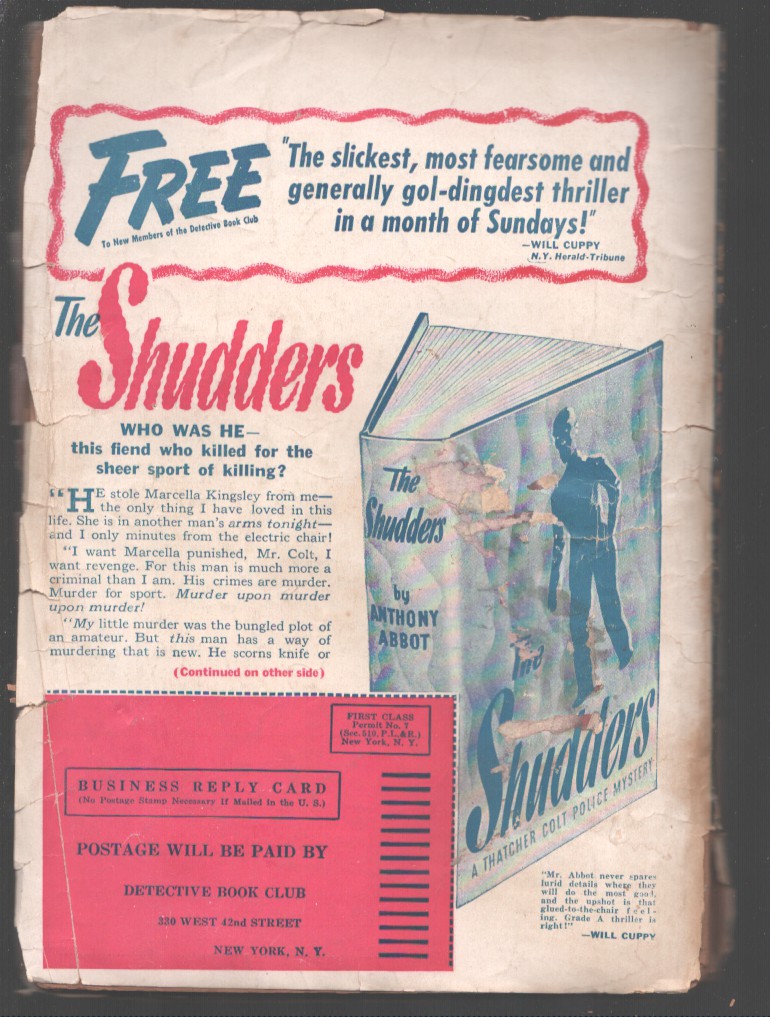 FREE
To New Members of the Detective Book Club
"The slickest, most fearsome and
generally gol-dingdest thriller
in a month of Sundays!"
—WILL CUPPY
N.Y. Herald-Tribune
The Shudders
WHO WAS HE—
this fiend who killed for the
sheer sport of killing?
"HE stole Marcella Kingsley from me—
the only thing I have loved in this
life. She is in another man's arms tonight—
and I only minutes from the electric chair!
"I want Marcella punished, Mr. Colt, I
want revenge. For this man is much more a
criminal than I am. His crimes are murder.
Murder for sport. Murder upon murder
upon murder!
"My little murder was the bungled plot of
an amateur. But this man has a way of
murdering that is new. He scorns knife or
(Continued on other side)
The
Shudders
by
ANTHONY
ABBOT
The
Shudders
A THATCHER COLT POLICE MYSTERY
FIRST CLASS
Permit No. 7
(Sec. 510, P.L.&R.)
New York, N. Y.
BUSINESS REPLY CARD
(No Postage Stamp Necessary if Mailed in the U. S.)
POSTAGE WILL BE PAID BY
DETECTIVE BOOK CLUB
330 WEST 42nd STREET
NEW YORK, N. Y.
"Mr. Abbot never spares
lurid details where they
will do the most good,
and the upshot is that
glued-to-the-chair feel-
ing. Grade A thriller is
right!"
—WILL CUPPY